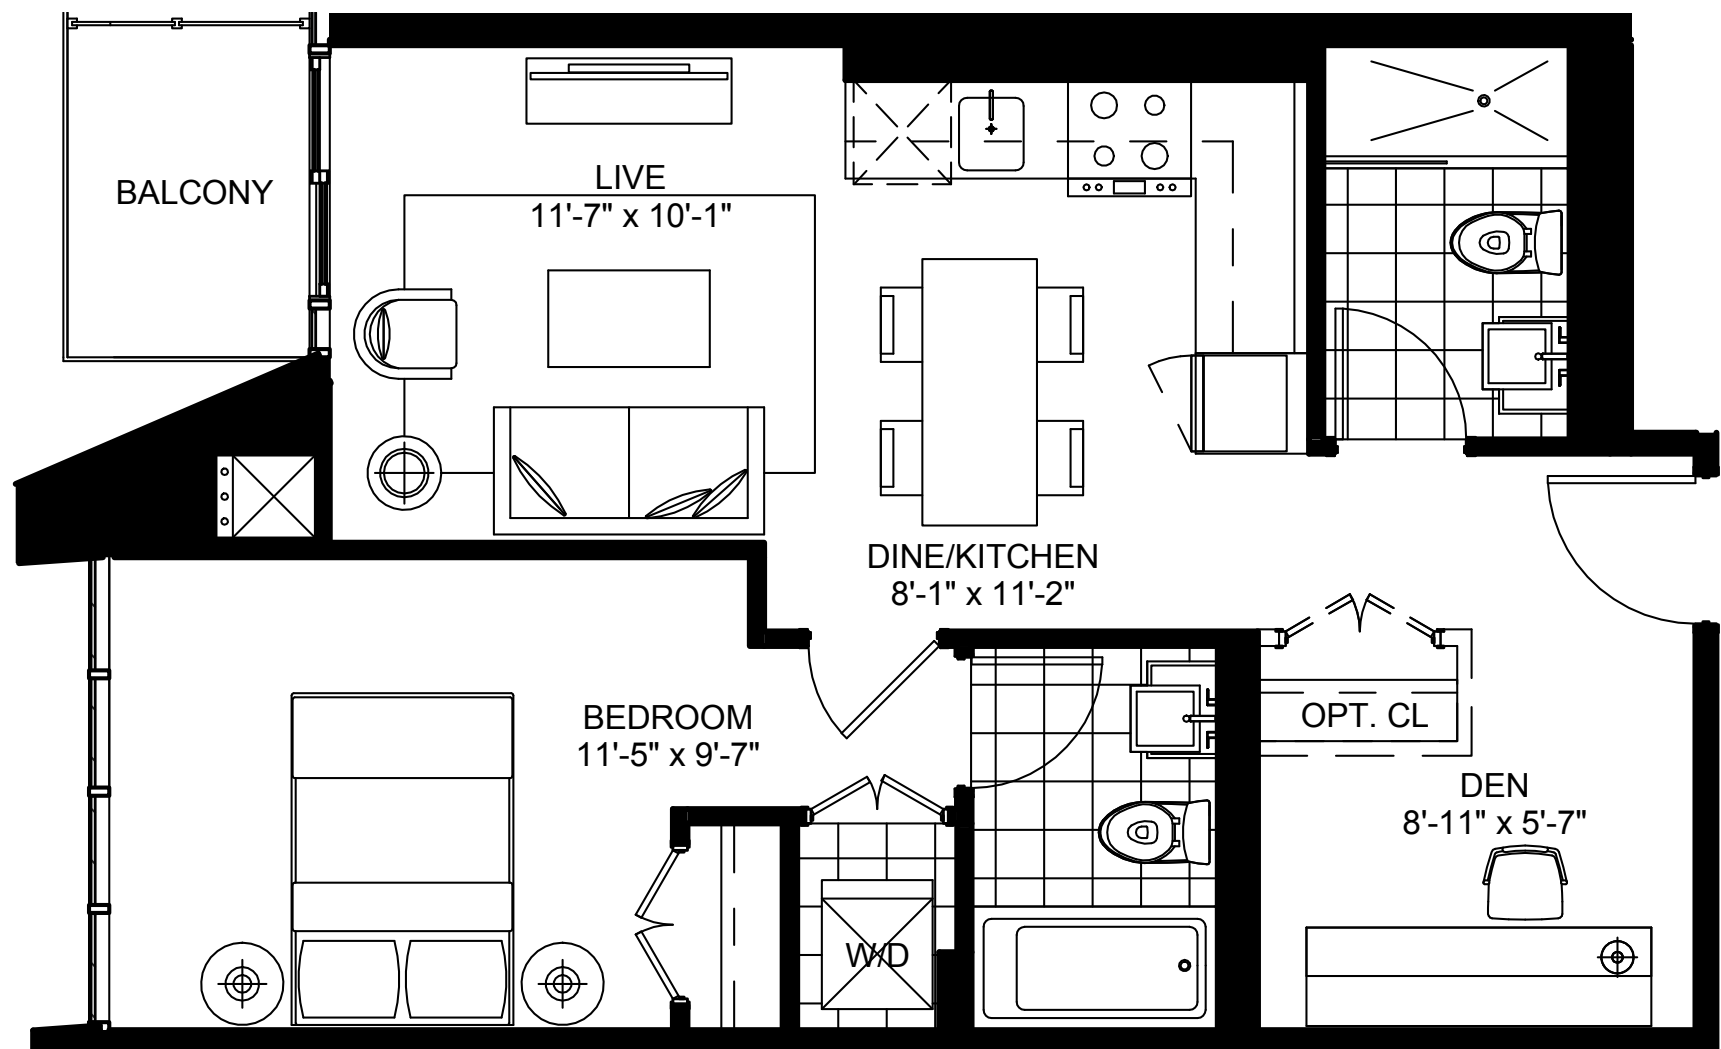 BALCONY
LIVE
11'-7" x 10'-1"
DINE/KITCHEN
8'-1" x 11'-2"
BEDROOM
11'-5" x 9'-7"
OPT. CL
DEN
8'-11" x 5'-7"
W/D